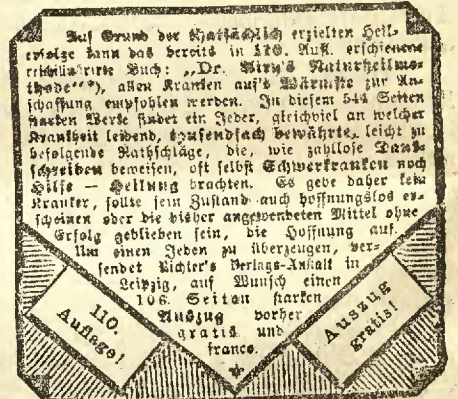 Auf Grund der thatsächlich erzielten Heil-
erfolge kann das bereits in 110. Aufl. erschienene
reichillustrirte Buch: „Dr. Airy's Naturheilme-
thode“*), allen Kranken auf's Wärmste zur An-
schaffung empfohlen werden. In diesem 544 Seiten
starken Werke findet ein Jeder, gleichviel an welcher
Krankheit leidend, tausendfach bewährte, leicht zu
befolgende Rathschläge, die, wie zahllose Dank-
schreiben beweisen, oft selbst Schwerkranken noch
Hilfe — Heilung brachten. Es gebe daher kein
Kranker, sollte sein Zustand auch hoffnungslos er-
scheinen oder die bisher angewendeten Mittel ohne
Erfolg geblieben sein, die Hoffnung auf.
Um einen Jeden zu überzeugen, ver-
sendet Richter's Verlags-Anstalt in
Leipzig, auf Wunsch einen
106 Seiten starken
Auszug vorher
gratis und
franco.
110.
Auflage!
Auszug
gratis!